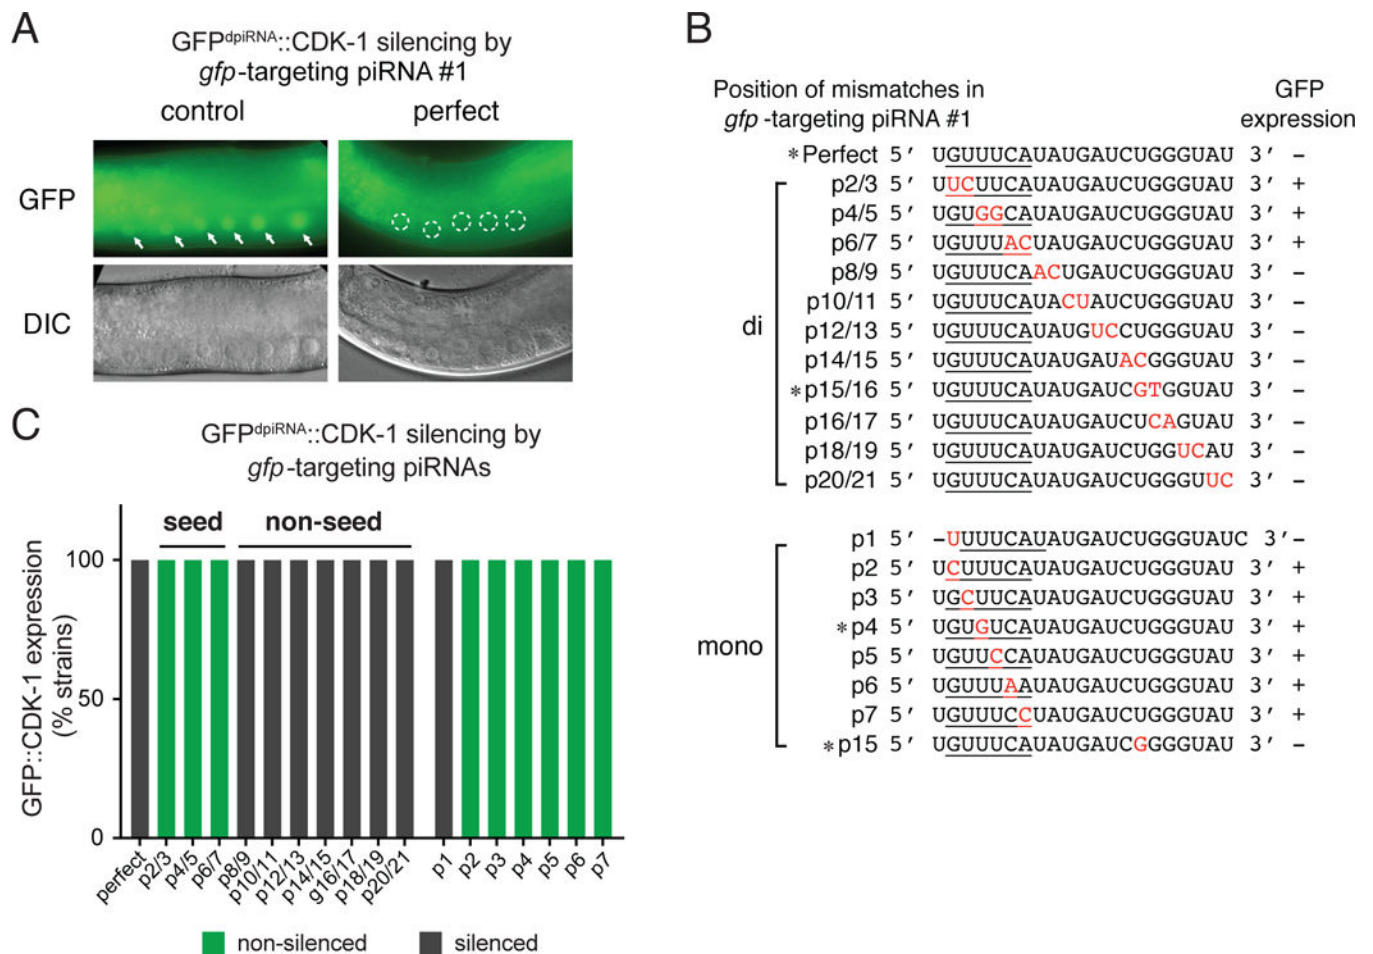 A
GFPdpiRNA::CDK-1 silencing by
gfp-targeting piRNA #1
control perfect
GFP
DIC
B
Position of mismatches in
gfp -targeting piRNA #1
GFP
expression
*Perfect 5′ UGUUUCAUAUGAUCUGGGUAU 3′ –
di
p2/3 5′ UUCUUCAUAUGAUCUGGGUAU 3′ +
p4/5 5′ UGUGGCAUAUGAUCUGGGUAU 3′ +
p6/7 5′ UGUUUACUAUGAUCUGGGUAU 3′ +
p8/9 5′ UGUUUCAACUGAUCUGGGUAU 3′ –
p10/11 5′ UGUUUCAUACUAUCUGGGUAU 3′ –
p12/13 5′ UGUUUCAUAUGUCCUGGGUAU 3′ –
p14/15 5′ UGUUUCAUAUGAUACGGGUAU 3′ –
*p15/16 5′ UGUUUCAUAUGAUCGTGGUAU 3′ –
p16/17 5′ UGUUUCAUAUGAUCUCAGUAU 3′ –
p18/19 5′ UGUUUCAUAUGAUCUGGUCAU 3′ –
p20/21 5′ UGUUUCAUAUGAUCUGGGUUC 3′ –
mono
p1 5′ –UUUUCAUAUGAUCUGGGUAUC 3′ –
p2 5′ UCUUUCAUAUGAUCUGGGUAU 3′ +
p3 5′ UGCUUCAUAUGAUCUGGGUAU 3′ +
*p4 5′ UGUGUCAUAUGAUCUGGGUAU 3′ +
p5 5′ UGUUCCAUAUGAUCUGGGUAU 3′ +
p6 5′ UGUUUAAUAUGAUCUGGGUAU 3′ +
p7 5′ UGUUUCCUAUGAUCUGGGUAU 3′ +
*p15 5′ UGUUUCAUAUGAUCGGGGUAU 3′ –
C
GFPdpiRNA::CDK-1 silencing by
gfp-targeting piRNAs
seed non-seed
GFP::CDK-1 expression
(% strains)
100
50
0
perfect p2/3 p4/5 p6/7 p8/9 p10/11 p12/13 p14/15 g16/17 p18/19 p20/21 p1 p2 p3 p4 p5 p6 p7
non-silenced silenced